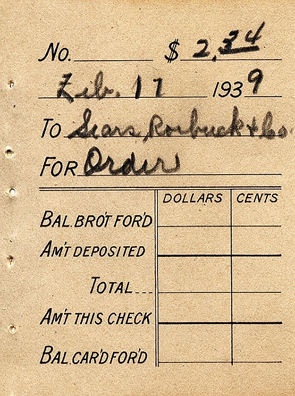 No. $ 2.34
Feb. 17 1939
To Sears, Roebuck & Co.
For Order
DOLLARS CENTS
BAL. BRO'T FOR'D
AM'T DEPOSITED
TOTAL....
AM'T THIS CHECK
BAL. CAR'D FOR'D